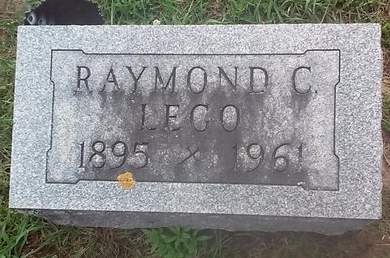 RAYMOND C.
LEGO
1895 × 1961